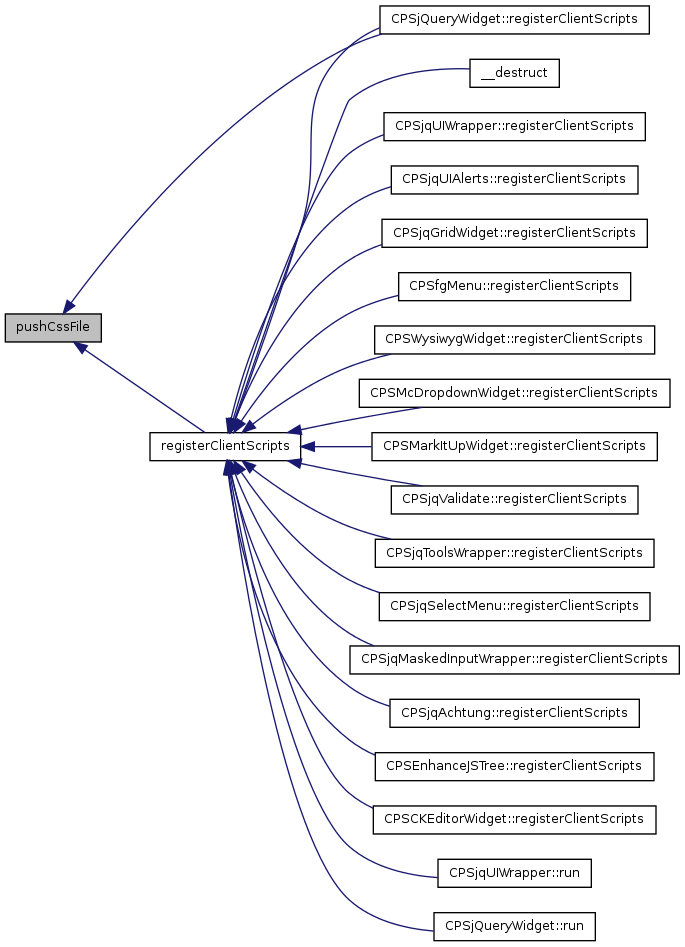 CPSjQueryWidget::registerClientScripts
__destruct
CPSjqUIWrapper::registerClientScripts
CPSjqUIAlerts::registerClientScripts
CPSjqGridWidget::registerClientScripts
CPSfgMenu::registerClientScripts
pushCssFile
CPSWysiwygWidget::registerClientScripts
CPSMcDropdownWidget::registerClientScripts
registerClientScripts
CPSMarkItUpWidget::registerClientScripts
CPSjqValidate::registerClientScripts
CPSjqToolsWrapper::registerClientScripts
CPSjqSelectMenu::registerClientScripts
CPSjqMaskedInputWrapper::registerClientScripts
CPSjqAchtung::registerClientScripts
CPSEnhanceJSTree::registerClientScripts
CPSCKEditorWidget::registerClientScripts
CPSjqUIWrapper::run
CPSjQueryWidget::run